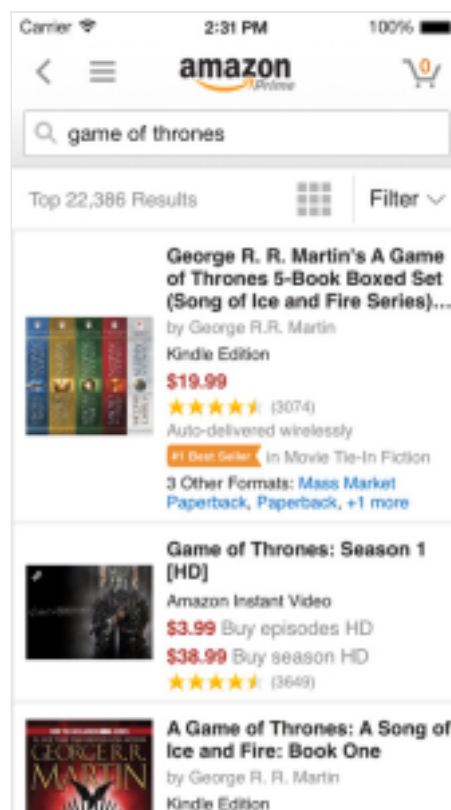 Carrier 2:31 PM 100%
amazon
Prime
0
game of thrones
Top 22,386 Results Filter
George R. R. Martin's A Game
of Thrones 5-Book Boxed Set
(Song of Ice and Fire Series)...
by George R.R. Martin
Kindle Edition
$19.99
(3074)
Auto-delivered wirelessly
#1 Best Seller in Movie Tie-In Fiction
3 Other Formats: Mass Market
Paperback, Paperback, +1 more
Game of Thrones: Season 1
[HD]
Amazon Instant Video
$3.99 Buy episodes HD
$38.99 Buy season HD
(3649)
GEORGE R.R.
MARTIN
A Game of Thrones: A Song of
Ice and Fire: Book One
by George R. R. Martin
Kindle Edition